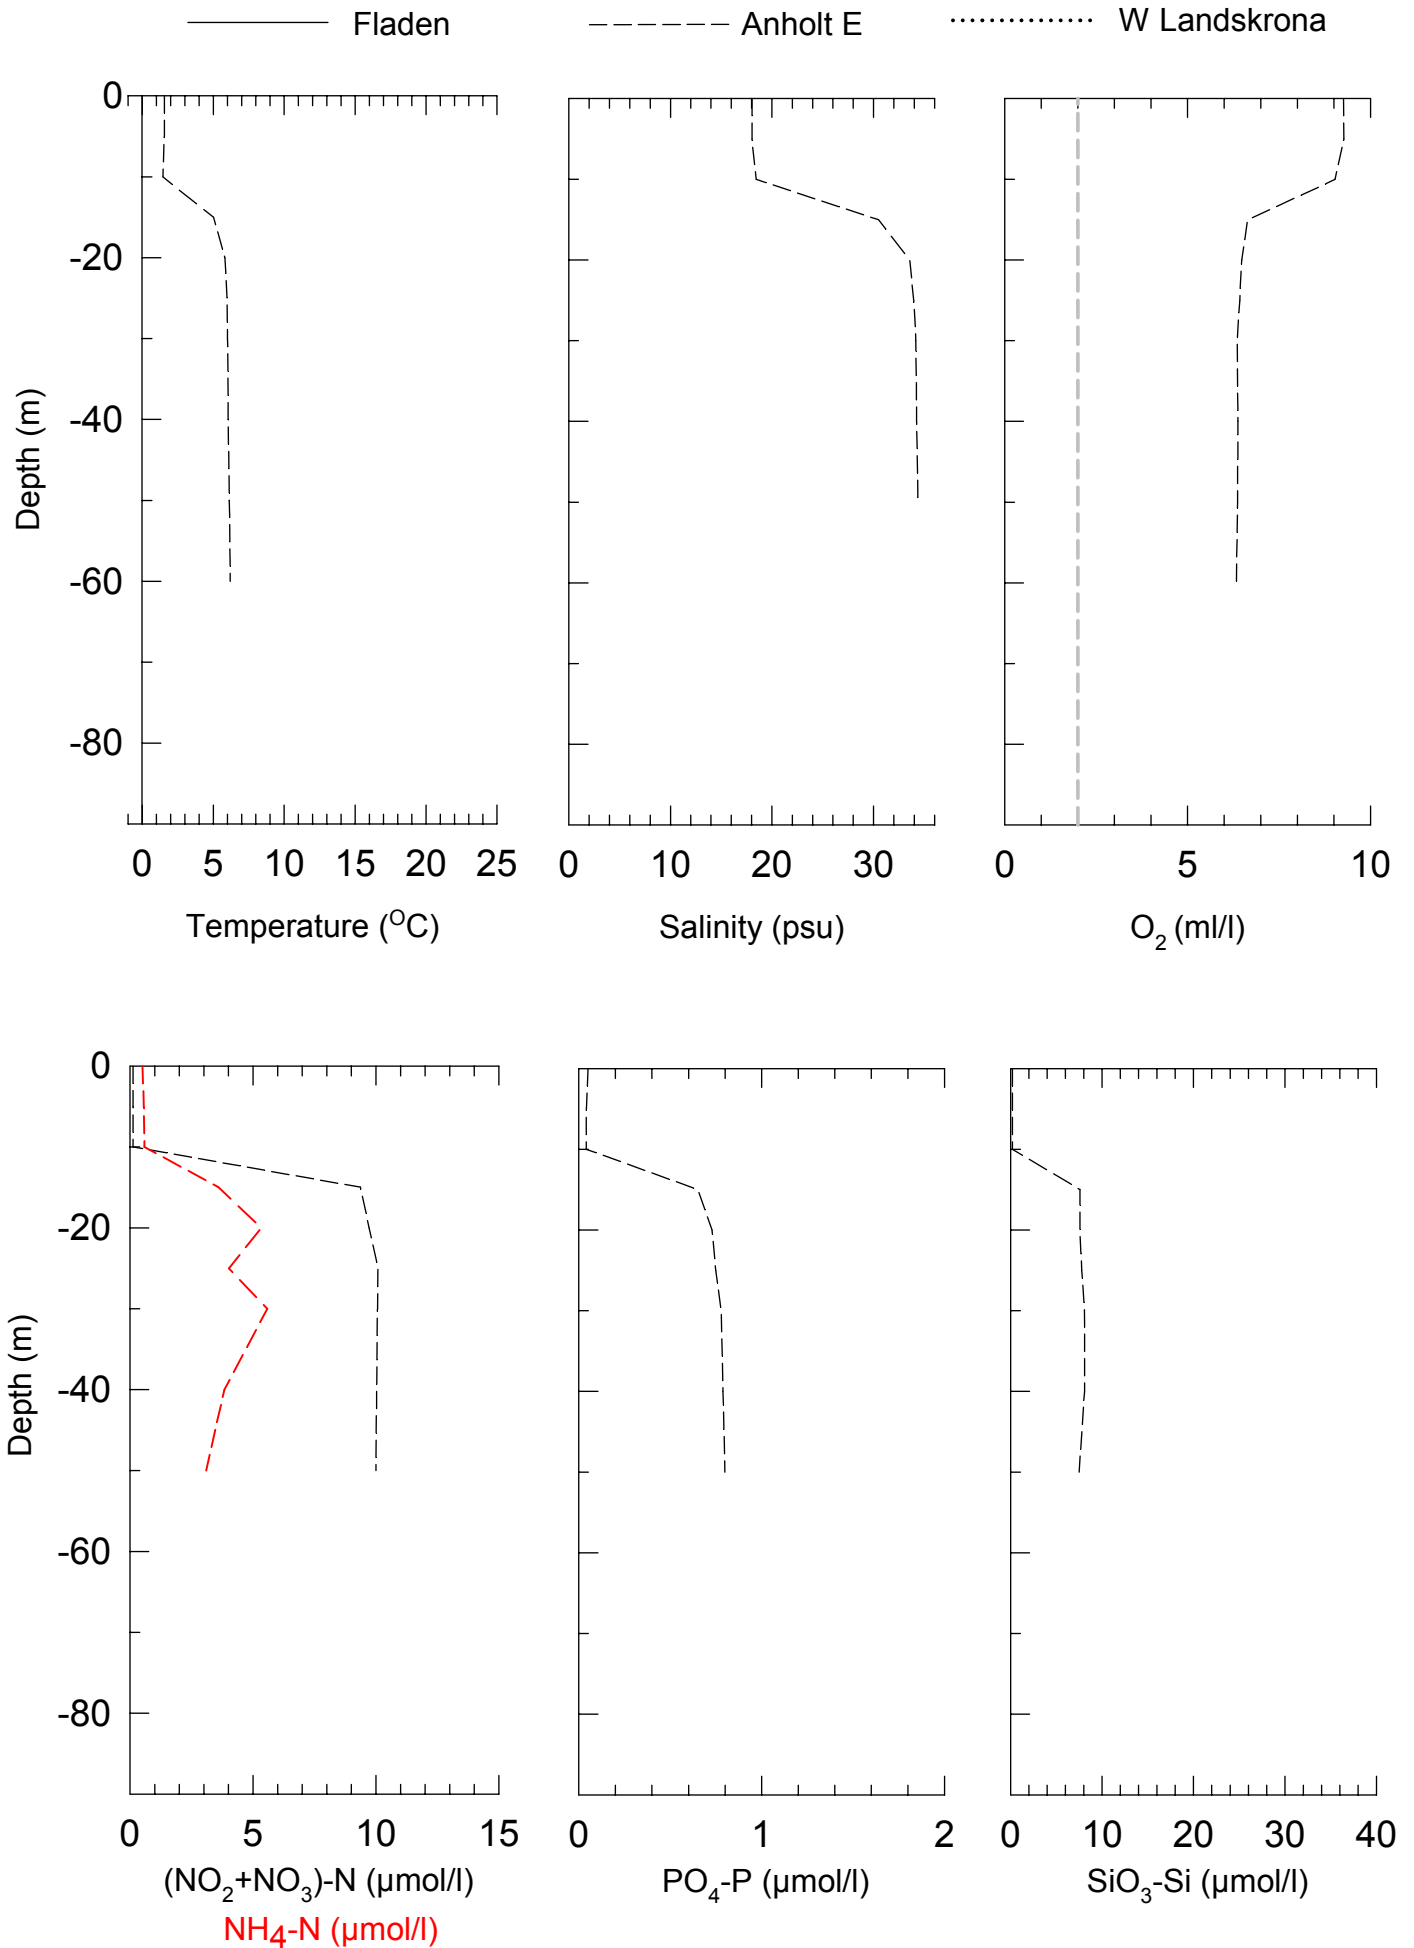 Fladen Anholt E W Landskrona
0
-20
-40
-60
-80
Depth (m)
0 5 10 15 20 25
Temperature (OC)
0 10 20 30
Salinity (psu)
0 5 10
O2 (ml/l)
0
-20
-40
-60
-80
Depth (m)
0 5 10 15
(NO2+NO3)-N (µmol/l)
NH4-N (µmol/l)
0 1 2
PO4-P (µmol/l)
0 10 20 30 40
SiO3-Si (µmol/l)